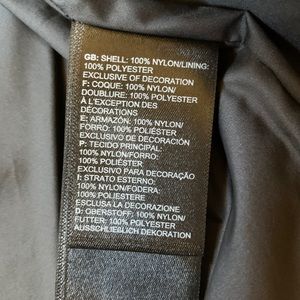 GB: SHELL: 100% NYLON/LINING:
100% POLYESTER
EXCLUSIVE OF DECORATION
F: COQUE: 100% NYLON/
DOUBLURE: 100% POLYESTER
À L'EXCEPTION DES
DÉCORATIONS
E: ARMAZÓN: 100% NYLON/
FORRO: 100% POLIÉSTER
EXCLUSIVO DE DECORACIÓN
P: TECIDO PRINCIPAL:
100% NYLON/FORRO:
100% POLIÉSTER
EXCLUSIVO PARA DECORAÇÃO
I: STRATO ESTERNO:
100% NYLON/FODERA:
100% POLIESTERE
ESCLUSA LA DECORAZIONE
D: OBERSTOFF: 100% NYLON/
FUTTER: 100% POLYESTER
AUSSCHLIEßLICH DEKORATION